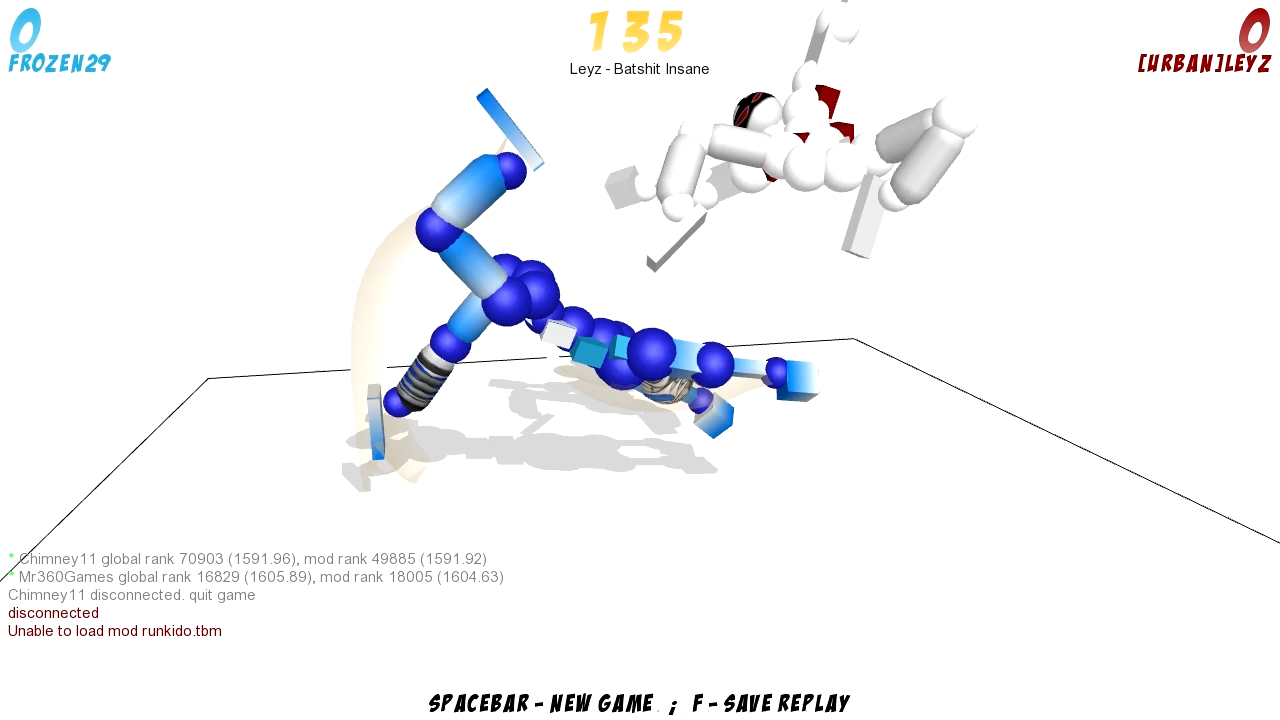 0
135
0
FROZEN29
Leyz - Batshit Insane
[URBAN]LEYZ
* Chimney11 global rank 70903 (1591.96), mod rank 49885 (1591.92)
* Mr360Games global rank 16829 (1605.89), mod rank 18005 (1604.63)
Chimney11 disconnected. quit game
disconnected
Unable to load mod runkido.tbm
SPACEBAR - NEW GAME ¡ F - SAVE REPLAY